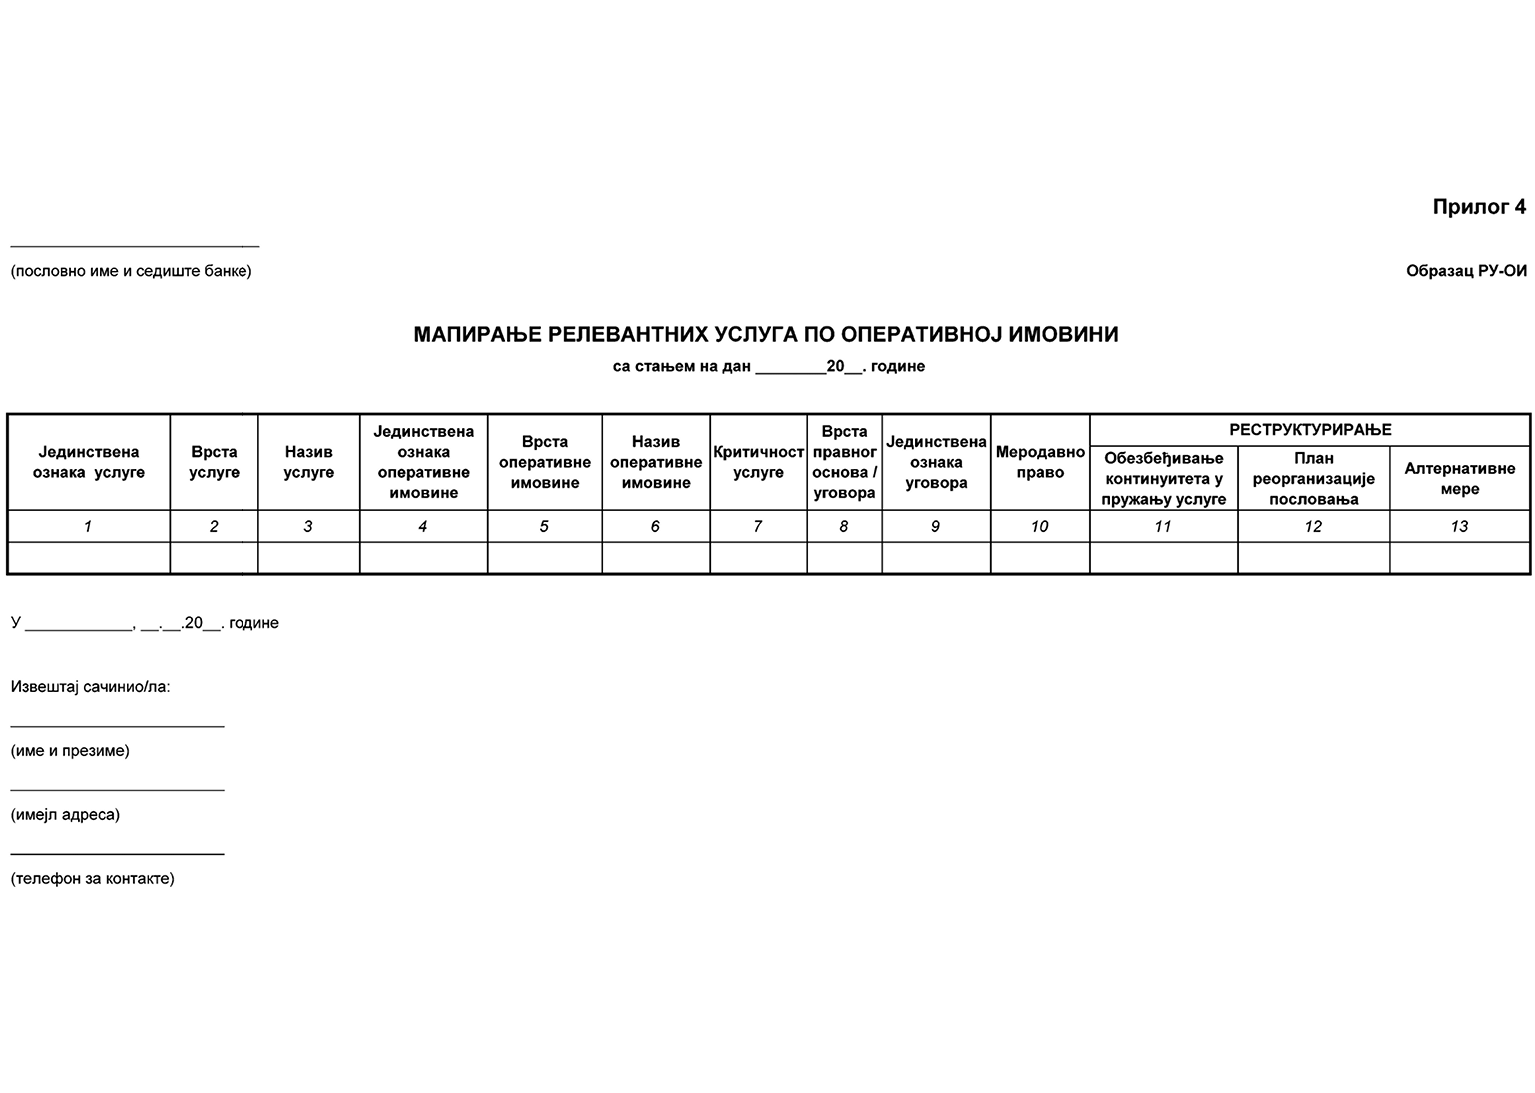 Прилог 4
____________________________
(пословно име и седиште банке)
Образац РУ-ОИ
МАПИРАЊЕ РЕЛЕВАНТНИХ УСЛУГА ПО ОПЕРАТИВНОЈ ИМОВИНИ
са стањем на дан ________20__. године
Јединствена
ознака услуге
Врста
услуге
Назив
услуге
Јединствена
ознака
оперативне
имовине
Врста
оперативне
имовине
Назив
оперативне
имовине
Критичност
услуге
Врста
правног
основа /
уговора
Јединствена
ознака
уговора
Меродавно
право
РЕСТРУКТУРИРАЊЕ
Обезбеђивање
континуитета у
пружању услуге
План
реорганизације
пословања
Алтернативне
мере
1 2 3 4 5 6 7 8 9 10 11 12 13
У ____________, __.__.20__. године
Извештај сачинио/ла:
________________________
(име и презиме)
________________________
(имејл адреса)
________________________
(телефон за контакте)